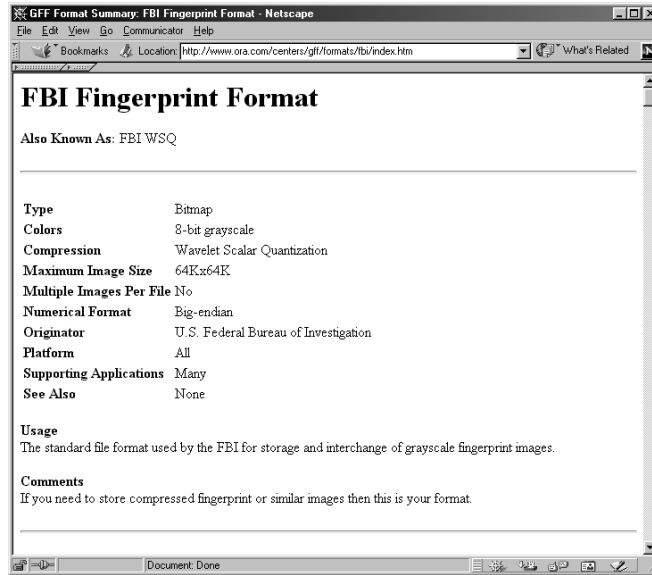 GFF Format Summary: FBI Fingerprint Format - Netscape
File Edit View Go Communicator Help
Bookmarks Location: http://www.ora.com/centers/gff/formats/fbi/index.htm What's Related
FBI Fingerprint Format
Also Known As: FBI WSQ
Type Bitmap
Colors 8-bit grayscale
Compression Wavelet Scalar Quantization
Maximum Image Size 64Kx64K
Multiple Images Per File No
Numerical Format Big-endian
Originator U.S. Federal Bureau of Investigation
Platform All
Supporting Applications Many
See Also None
Usage
The standard file format used by the FBI for storage and interchange of grayscale fingerprint images.
Comments
If you need to store compressed fingerprint or similar images then this is your format.
Document: Done